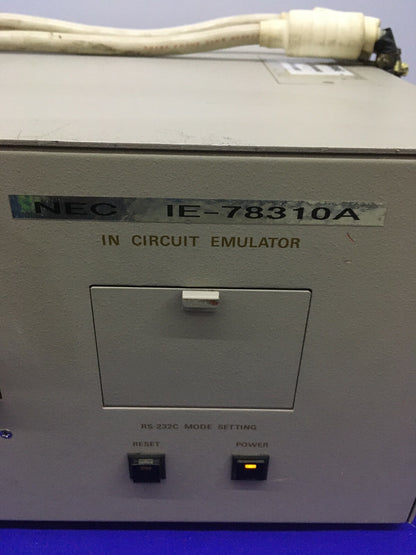 NEC IE-78310A
IN CIRCUIT EMULATOR
RS-232C MODE SETTING
RESET
POWER